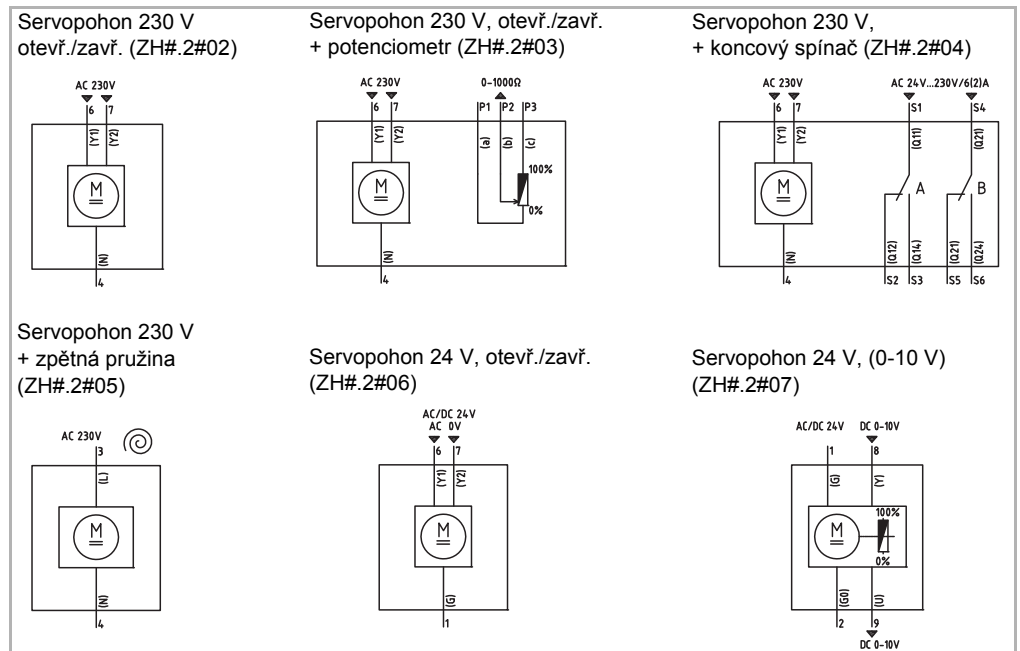 Servopohon 230 V
otevř./zavř. (ZH#.2#02)
AC 230V
6 7
(Y1) (Y2)
M
(N)
4
Servopohon 230 V, otevř./zavř.
+ potenciometr (ZH#.2#03)
AC 230V 0-1000Ω
6 7 P1 P2 P3
(Y1) (Y2) (a) (b) (c)
100%
M
0%
(N)
4
Servopohon 230 V,
+ koncový spínač (ZH#.2#04)
AC 230V AC 24V...230V/6(2)A
6 7 S1 S4
(Y1) (Y2) (Q11) (Q21)
M A B
(N) (Q12) (Q14) (Q21) (Q24)
4 S2 S3 S5 S6
Servopohon 230 V
+ zpětná pružina
(ZH#.2#05)
AC 230V
3
(L)
M
(N)
4
Servopohon 24 V, otevř./zavř.
(ZH#.2#06)
AC/DC 24V
AC 0V
6 7
(Y1) (Y2)
M
(G)
1
Servopohon 24 V, (0-10 V)
(ZH#.2#07)
AC/DC 24V DC 0-10V
1 8
(G) (Y)
100%
M
0%
(G0) (U)
2 9
DC 0-10V